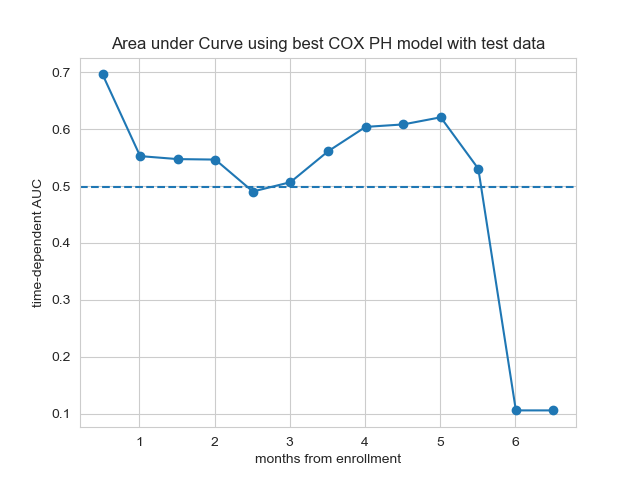 Area under Curve using best COX PH model with test data
time-dependent AUC
0.7
0.6
0.5
0.4
0.3
0.2
0.1
1 2 3 4 5 6
months from enrollment